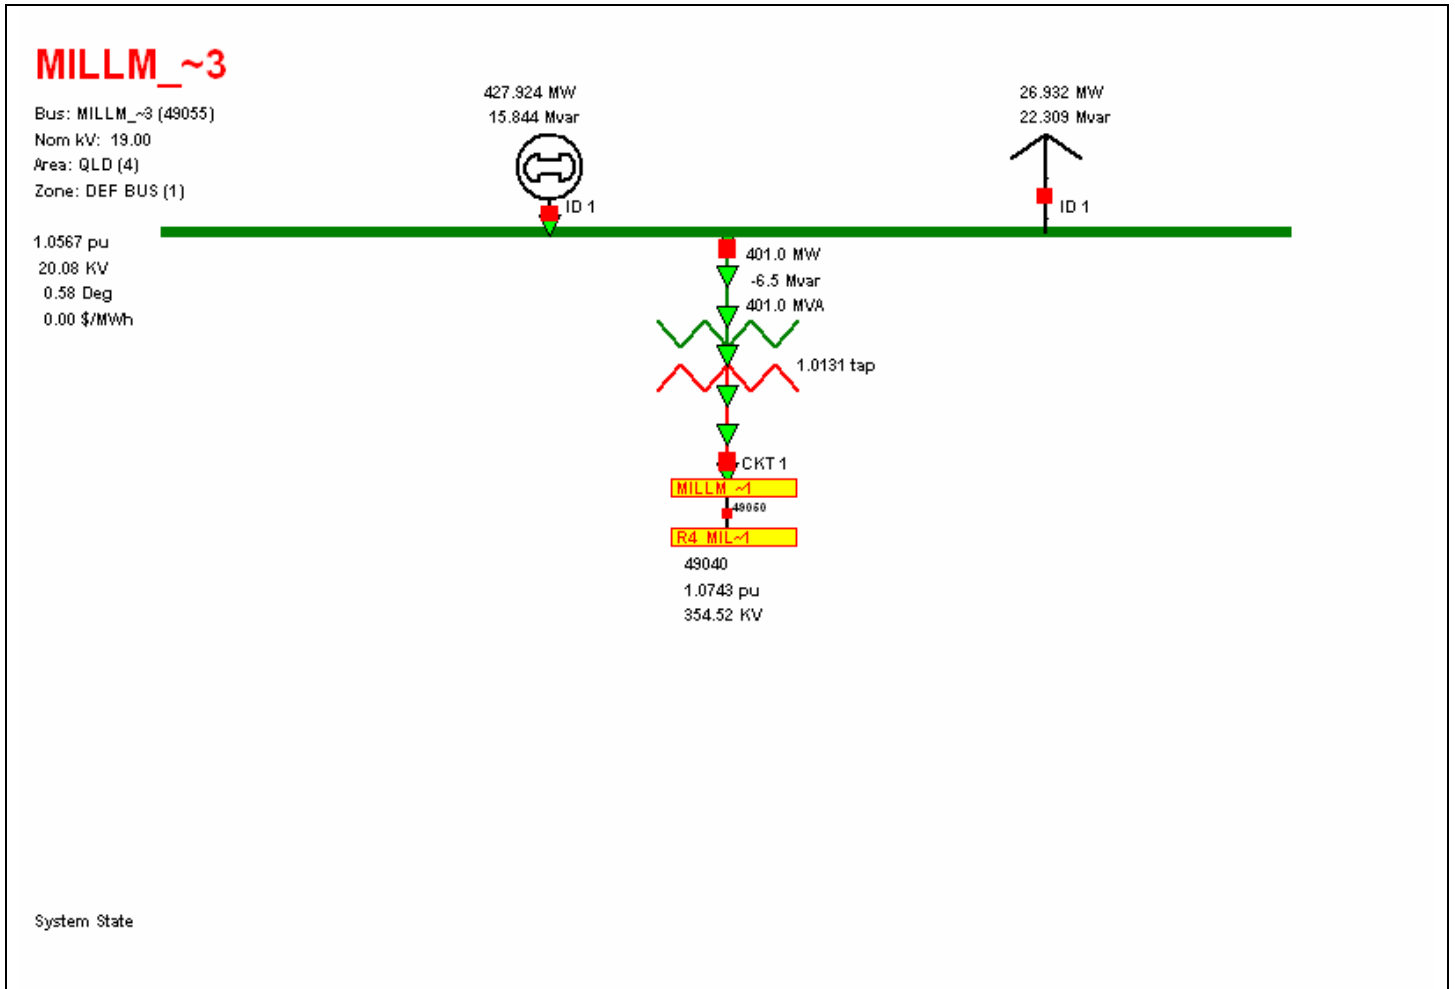 MILLM_~3
Bus: MILLM_~3 (49055)
Nom kV: 19.00
Area: QLD (4)
Zone: DEF BUS (1)
1.0567 pu
20.08 KV
0.58 Deg
0.00 $/MWh
427.924 MW
15.844 Mvar
ID 1
26.932 MW
22.309 Mvar
ID 1
401.0 MW
-6.5 Mvar
401.0 MVA
1.0131 tap
CKT 1
MILLM ~1
49060
R4 MIL~1
49040
1.0743 pu
354.52 KV
System State